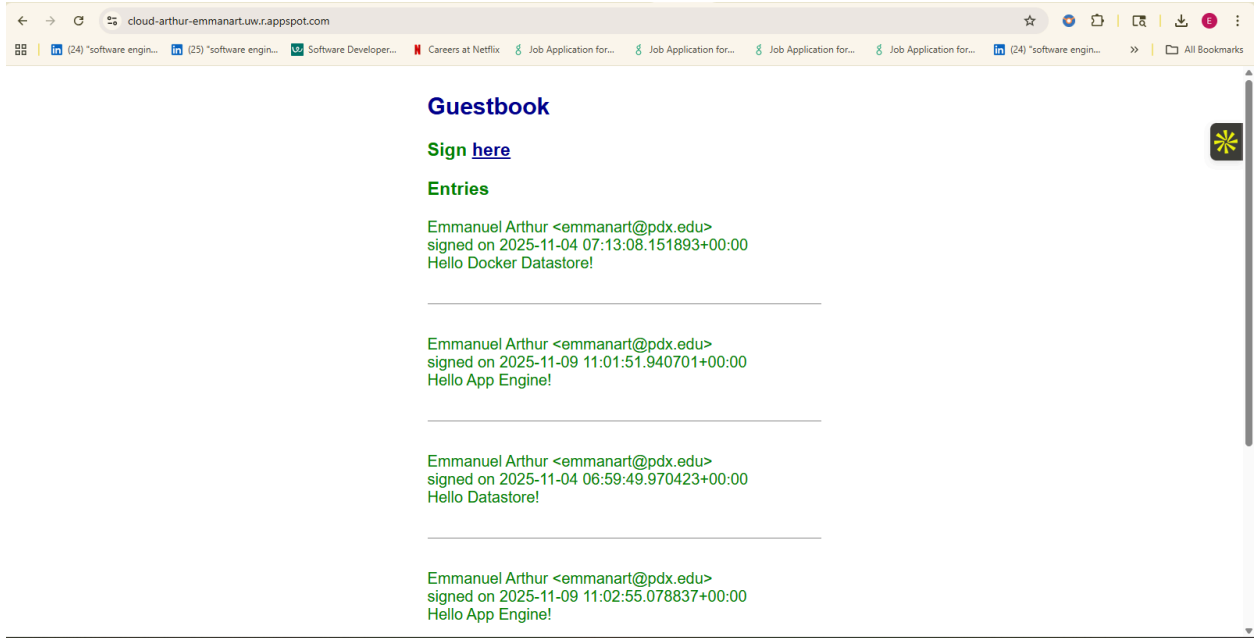 cloud-arthur-emmanart.uw.r.appspot.com
E
(24) "software engin...
(25) "software engin...
Software Developer...
Careers at Netflix
Job Application for...
Job Application for...
Job Application for...
Job Application for...
(24) "software engin...
All Bookmarks
Guestbook
Sign here
Entries
Emmanuel Arthur <emmanart@pdx.edu>
signed on 2025-11-04 07:13:08.151893+00:00
Hello Docker Datastore!
Emmanuel Arthur <emmanart@pdx.edu>
signed on 2025-11-09 11:01:51.940701+00:00
Hello App Engine!
Emmanuel Arthur <emmanart@pdx.edu>
signed on 2025-11-04 06:59:49.970423+00:00
Hello Datastore!
Emmanuel Arthur <emmanart@pdx.edu>
signed on 2025-11-09 11:02:55.078837+00:00
Hello App Engine!